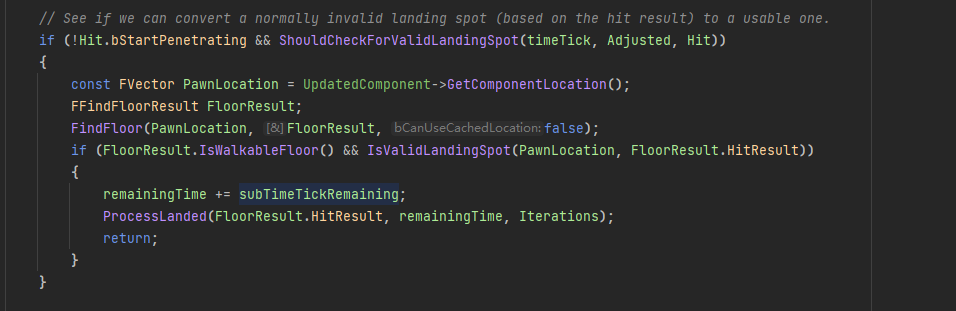 // See if we can convert a normally invalid landing spot (based on the hit result) to a usable one.
if (!Hit.bStartPenetrating && ShouldCheckForValidLandingSpot(timeTick, Adjusted, Hit))
{
const FVector PawnLocation = UpdatedComponent->GetComponentLocation();
FFindFloorResult FloorResult;
FindFloor(PawnLocation, [&]FloorResult, bCanUseCachedLocation:false);
if (FloorResult.IsWalkableFloor() && IsValidLandingSpot(PawnLocation, FloorResult.HitResult))
{
remainingTime += subTimeTickRemaining;
ProcessLanded(FloorResult.HitResult, remainingTime, Iterations);
return;
}
}